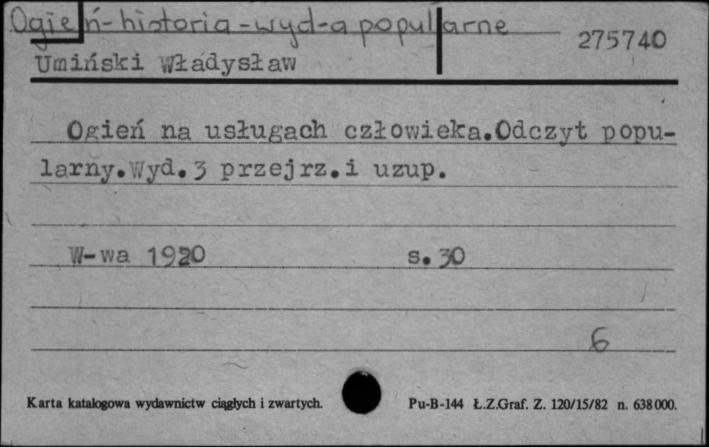 Ogień-historia-wyd-a popularne
275740
Umiński Władysław
Ogień na usługach człowieka.Odczyt popu-
larny.Wyd.3 przejrz.i uzup.
W-wa 1920 s.30
6
Karta katalogowa wydawnictw ciągłych i zwartych. Pu-B-144 Ł.Z.Graf. Z. 120/15/82 n. 638000.